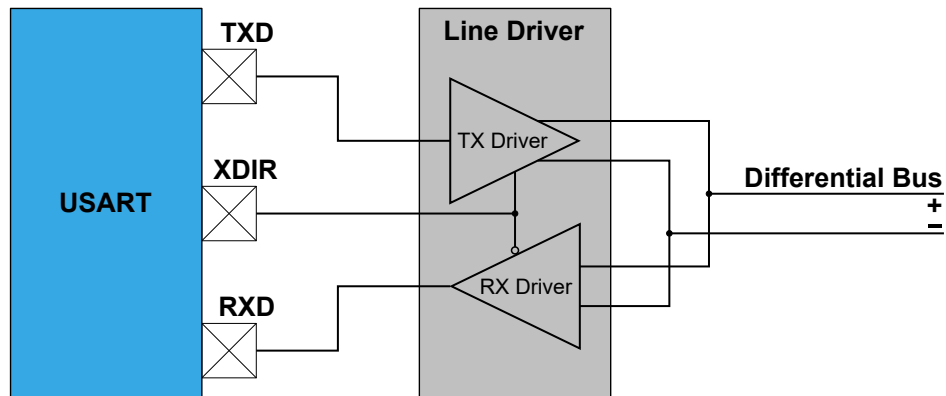 TXD
Line Driver
TX Driver
XDIR
USART
Differential Bus
+
−
RX Driver
RXD